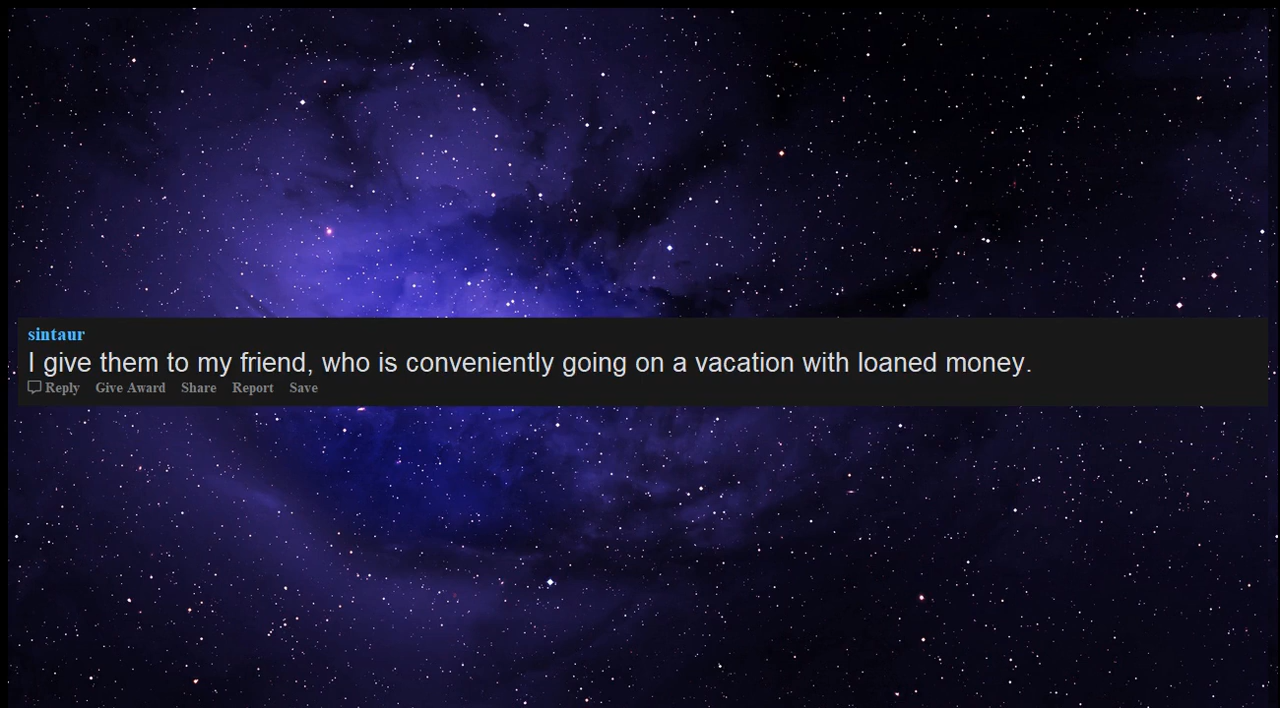 sintaur
I give them to my friend, who is conveniently going on a vacation with loaned money.
Reply Give Award Share Report Save